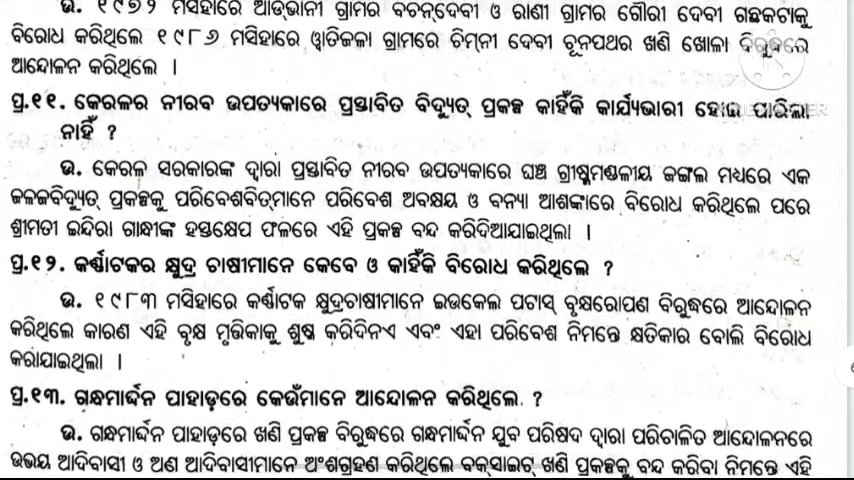 ଉ. ୧୯୭୨ ମସିହାରେ ଆଡ୍‌ଭାନୀ ଗ୍ରାମର ବଚନ୍‌ଦେବୀ ଓ ରାଣୀ ଗ୍ରାମର ଗୌରୀ ଦେବୀ ଗଛକଟାକୁ
ବିରୋଧ କରିଥିଲେ ୧୯୮୬ ମସିହାରେ ୱାତିଜଳା ଗ୍ରାମରେ ଚିମ୍‌ନୀ ଦେବୀ ଚୂନପଥର ଖଣି ଖୋଳା ବିରୁଦ୍ଧରେ
ଆନ୍ଦୋଳନ କରିଥିଲେ ।
ପ୍ର.୧୧. କେରଳର ନୀରବ ଉପତ୍ୟକାରେ ପ୍ରସ୍ତାବିତ ବିଦ୍ୟୁତ୍ ପ୍ରକଳ୍ପ କାହିଁକି କାର୍ଯ୍ୟଭାରୀ ହୋଇ ପାରିଲା
ନାହିଁ ?
ଉ. କେରଳ ସରକାରଙ୍କ ଦ୍ୱାରା ପ୍ରସ୍ତାବିତ ନୀରବ ଉପତ୍ୟକାରେ ଘଞ୍ଚ ଗ୍ରୀଷ୍ମମଣ୍ଡଳୀୟ ଜଙ୍ଗଲ ମଧ୍ୟରେ ଏକ
ଜଳଜବିଦ୍ୟୁତ୍ ପ୍ରକଳ୍ପକୁ ପରିବେଶବିତ୍‌ମାନେ ପରିବେଶ ଅବକ୍ଷୟ ଓ ବନ୍ୟା ଆଶଙ୍କାରେ ବିରୋଧ କରିଥିଲେ ପରେ
ଶ୍ରୀମତୀ ଇନ୍ଦିରା ଗାନ୍ଧୀଙ୍କ ହସ୍ତକ୍ଷେପ ଫଳରେ ଏହି ପ୍ରକଳ୍ପ ବନ୍ଦ କରିଦିଆଯାଇଥିଲା ।
ପ୍ର.୧୨. କର୍ଣ୍ଣାଟକର କ୍ଷୁଦ୍ର ଚାଷୀମାନେ କେବେ ଓ କାହିଁକି ବିରୋଧ କରିଥିଲେ ?
ଉ. ୧୯୮୩ ମସିହାରେ କର୍ଣ୍ଣାଟକ କ୍ଷୁଦ୍ରଚାଷୀମାନେ ଇଉକେଲ ପଟାସ୍ ବୃକ୍ଷରୋପଣ ବିରୁଦ୍ଧରେ ଆନ୍ଦୋଳନ
କରିଥିଲେ କାରଣ ଏହି ବୃକ୍ଷ ମୃତ୍ତିକାକୁ ଶୁଷ୍କ କରିଦିନଏ ଏବଂ ଏହା ପରିବେଶ ନିମନ୍ତେ କ୍ଷତିକାର ବୋଲି ବିରୋଧ
କରାଯାଇଥିଲା ।
ପ୍ର.୧୩. ଗନ୍ଧମାର୍ଦ୍ଦନ ପାହାଡ଼ରେ କେଉଁମାନେ ଆନ୍ଦୋଳନ କରିଥିଲେ. ?
ଉ. ଗନ୍ଧମାର୍ଦ୍ଦନ ପାହାଡ଼ରେ ଖଣି ପ୍ରକଳ୍ପ ବିରୁଦ୍ଧରେ ଗନ୍ଧମାର୍ଦ୍ଦନ ଯୁବ ପରିଷଦ ଦ୍ୱାରା ପରିଚାଳିତ ଆନ୍ଦୋଳନରେ
ଉଭୟ ଆଦିବାସୀ ଓ ଅଣ ଆଦିବାସୀମାନେ ଅଂଶଗ୍ରହଣ କରିଥିଲେ ବକ୍‌ସାଇଟ୍ ଖଣି ପ୍ରକଳ୍ପକୁ ବନ୍ଦ କରିବା ନିମନ୍ତେ ଏହି